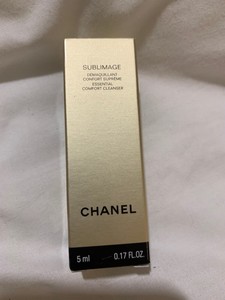 SUBLIMAGE
DÉMAQUILLANT
CONFORT SUPRÊME
ESSENTIAL
COMFORT CLEANSER
CHANEL
5 ml 0.17 FL.OZ.